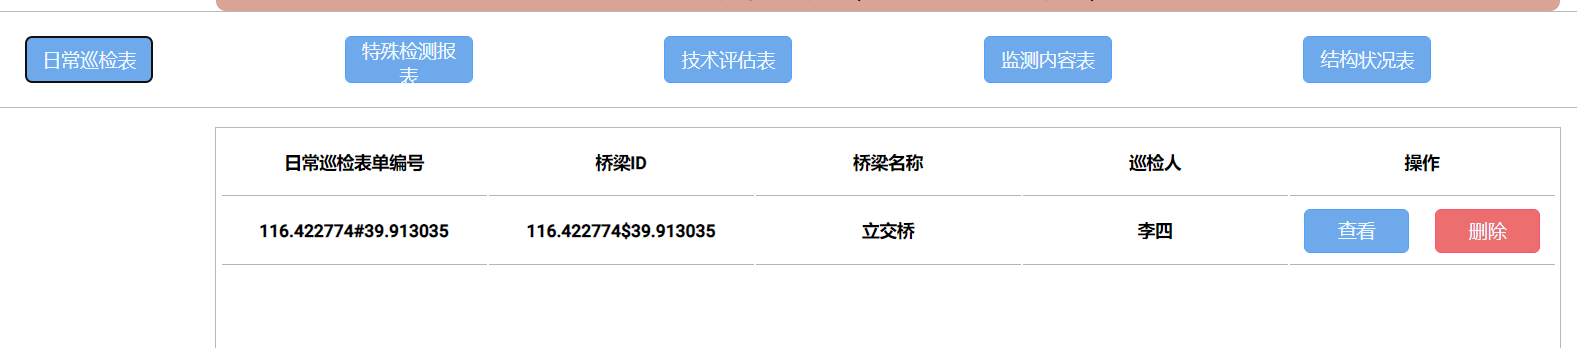 日常巡检表 特殊检测报 技术评估表 监测内容表 结构状况表
表
日常巡检表单编号 桥梁ID 桥梁名称 巡检人 操作
116.422774#39.913035 116.422774$39.913035 立交桥 李四 查看 删除